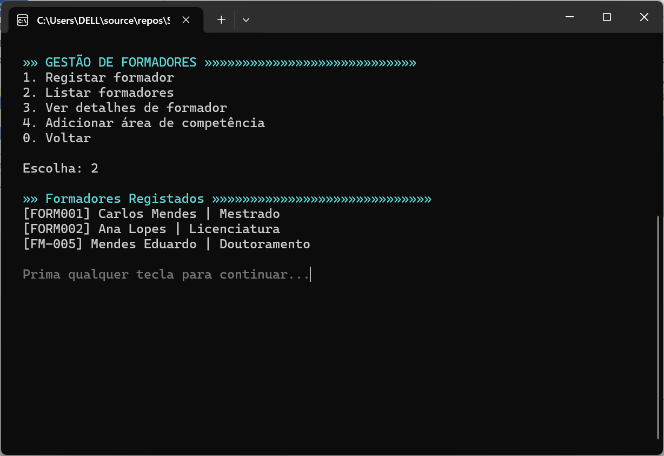 C:\Users\DELL\source\repos\S
»» GESTÃO DE FORMADORES »»»»»»»»»»»»»»»»»»»»»»»»»»»»
1. Registar formador
2. Listar formadores
3. Ver detalhes de formador
4. Adicionar área de competência
0. Voltar
Escolha: 2
»» Formadores Registados »»»»»»»»»»»»»»»»»»»»»»»»»»»»»
[FORM001] Carlos Mendes | Mestrado
[FORM002] Ana Lopes | Licenciatura
[FM-005] Mendes Eduardo | Doutoramento
Prima qualquer tecla para continuar...